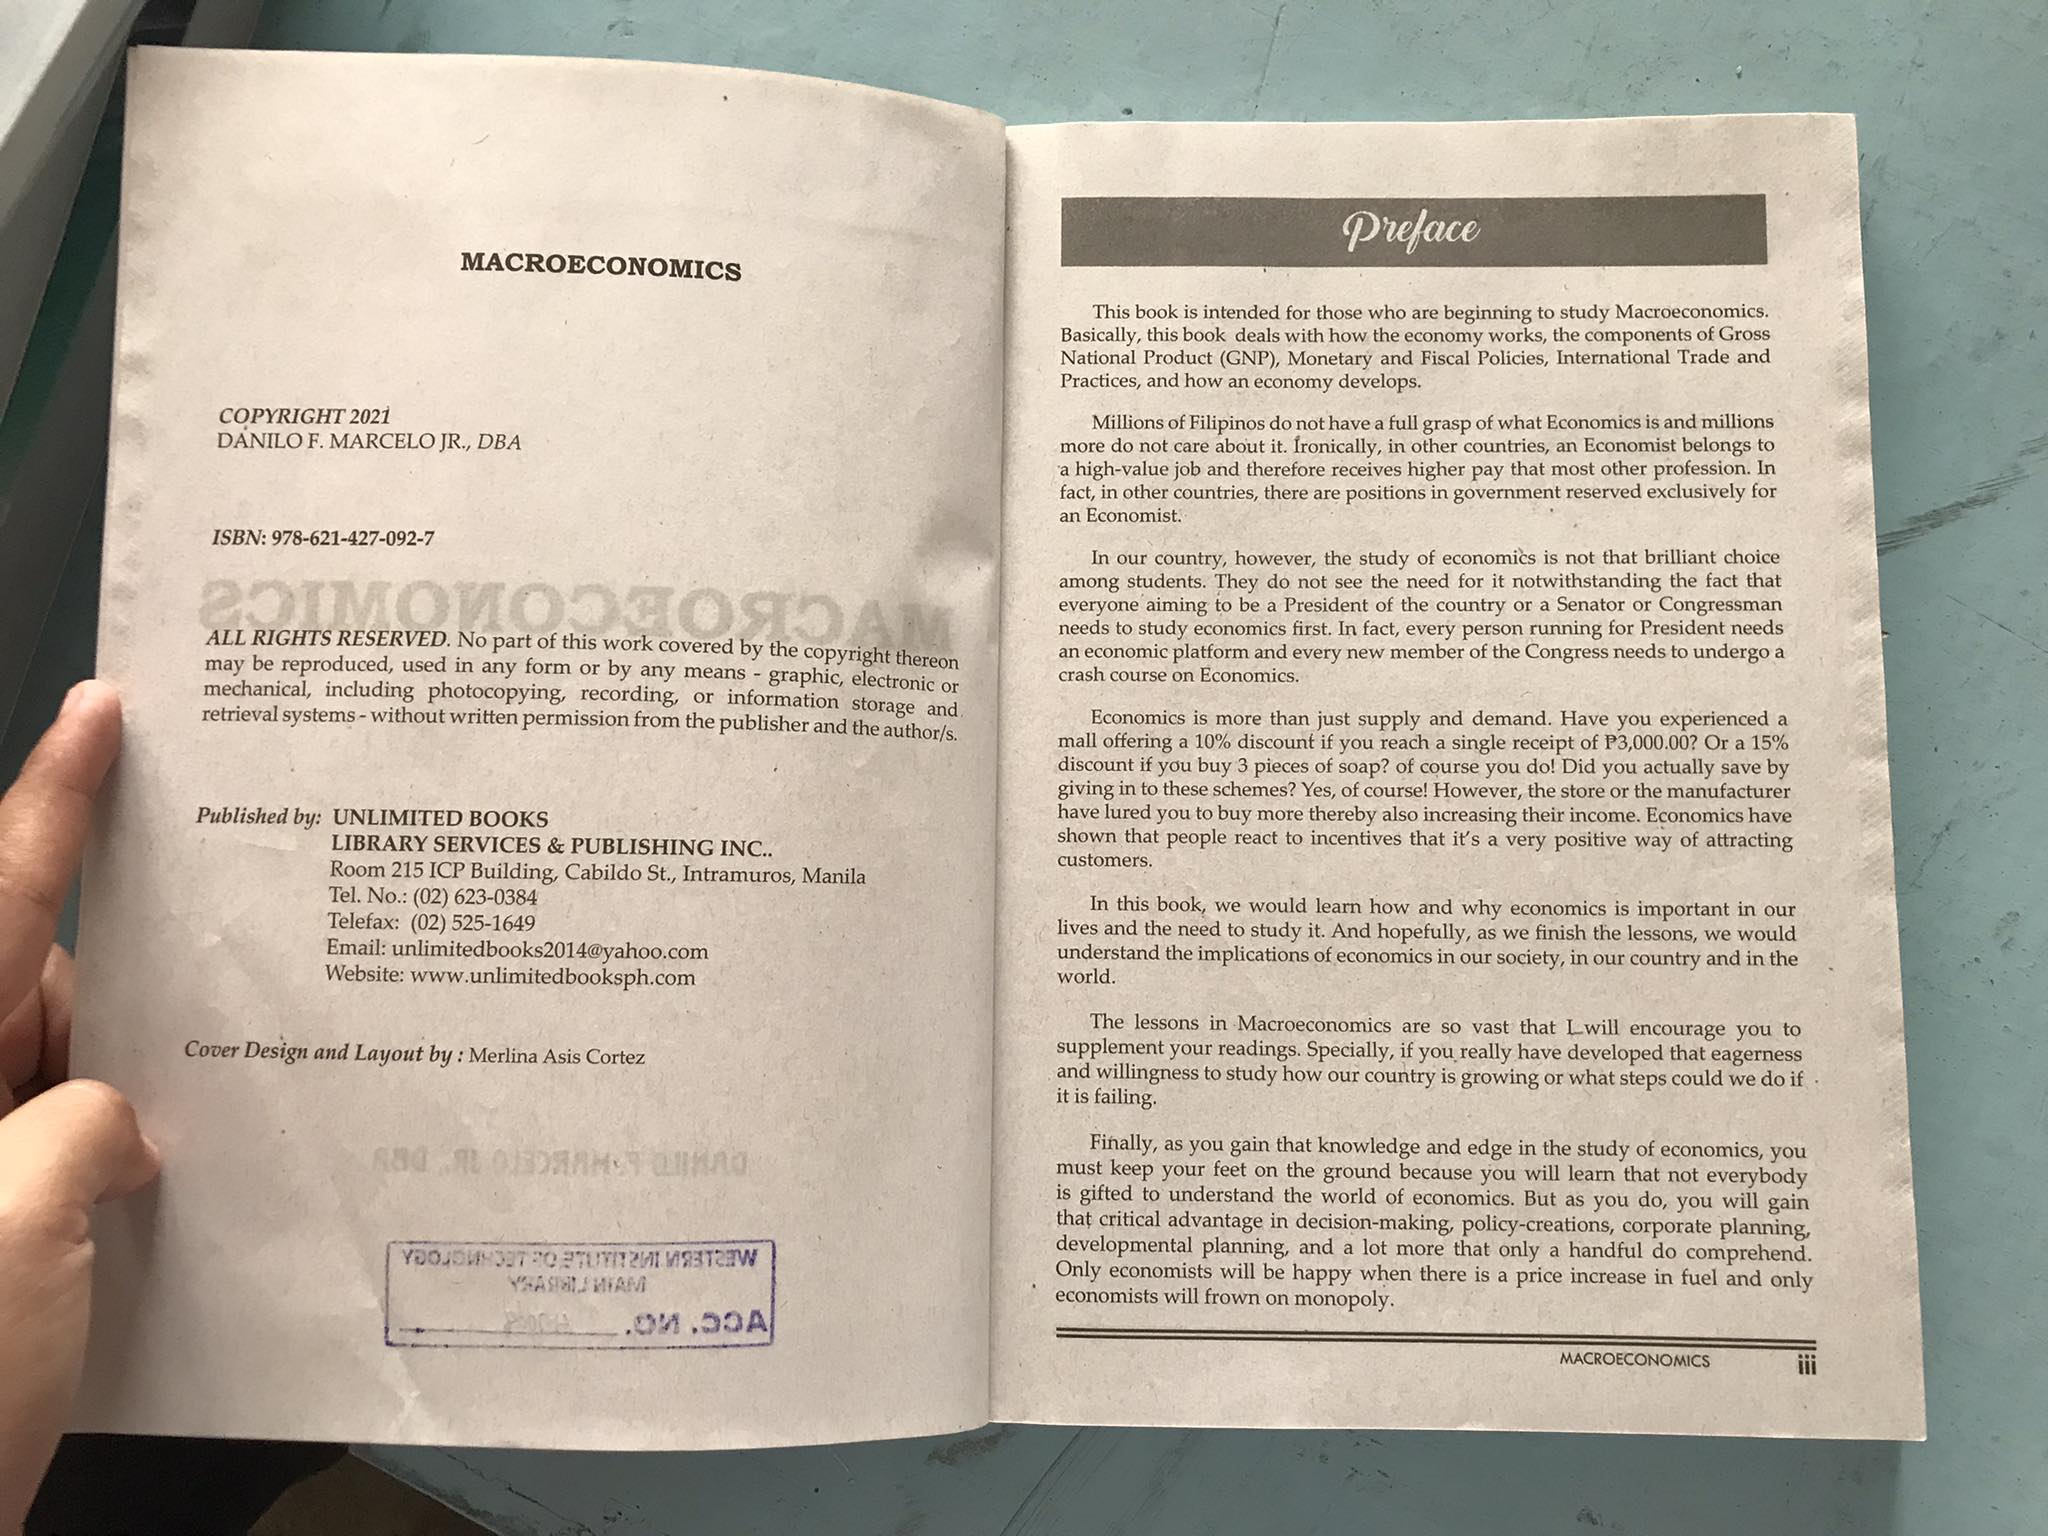 MACROECONOMICS
COPYRIGHT 2021
DANILO F. MARCELO JR., DBA
ISBN: 978-621-427-092-7
MACROECONOMICS
ALL RIGHTS RESERVED. No part of this work covered by the copyright thereon
may be reproduced, used in any form or by any means - graphic, electronic or
mechanical, including photocopying, recording, or information storage and
retrieval systems - without written permission from the publisher and the author/s.
Published by: UNLIMITED BOOKS
LIBRARY SERVICES & PUBLISHING INC..
Room 215 ICP Building, Cabildo St., Intramuros, Manila
Tel. No.: (02) 623-0384
Telefax: (02) 525-1649
Email: unlimitedbooks2014@yahoo.com
Website: www.unlimitedbooksph.com
Cover Design and Layout by : Merlina Asis Cortez
DANILO F. MARCELO JR., DBA
WESTERN INSTITUTE OF TECHNOLOGY
MAIN LIBRARY
ACC. NO.
Preface
This book is intended for those who are beginning to study Macroeconomics.
Basically, this book deals with how the economy works, the components of Gross
National Product (GNP), Monetary and Fiscal Policies, International Trade and
Practices, and how an economy develops.
Millions of Filipinos do not have a full grasp of what Economics is and millions
more do not care about it. Ironically, in other countries, an Economist belongs to
a high-value job and therefore receives higher pay that most other profession. In
fact, in other countries, there are positions in government reserved exclusively for
an Economist.
In our country, however, the study of economics is not that brilliant choice
among students. They do not see the need for it notwithstanding the fact that
everyone aiming to be a President of the country or a Senator or Congressman
needs to study economics first. In fact, every person running for President needs
an economic platform and every new member of the Congress needs to undergo a
crash course on Economics.
Economics is more than just supply and demand. Have you experienced a
mall offering a 10% discount if you reach a single receipt of ₱3,000.00? Or a 15%
discount if you buy 3 pieces of soap? of course you do! Did you actually save by
giving in to these schemes? Yes, of course! However, the store or the manufacturer
have lured you to buy more thereby also increasing their income. Economics have
shown that people react to incentives that it's a very positive way of attracting
customers.
In this book, we would learn how and why economics is important in our
lives and the need to study it. And hopefully, as we finish the lessons, we would
understand the implications of economics in our society, in our country and in the
world.
The lessons in Macroeconomics are so vast that I will encourage you to
supplement your readings. Specially, if you really have developed that eagerness
and willingness to study how our country is growing or what steps could we do if
it is failing.
Finally, as you gain that knowledge and edge in the study of economics, you
must keep your feet on the ground because you will learn that not everybody
is gifted to understand the world of economics. But as you do, you will gain
that critical advantage in decision-making, policy-creations, corporate planning,
developmental planning, and a lot more that only a handful do comprehend.
Only economists will be happy when there is a price increase in fuel and only
economists will frown on monopoly.
MACROECONOMICS iii